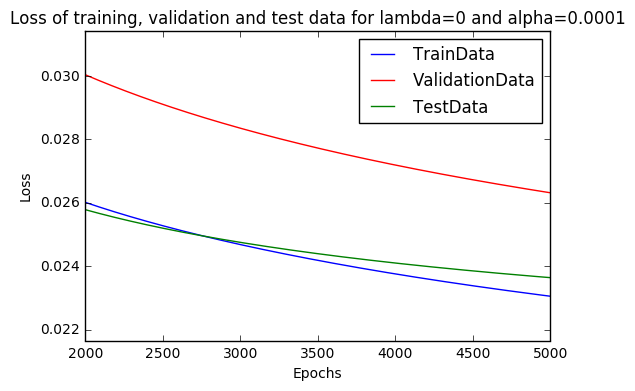 Loss of training, validation and test data for lambda=0 and alpha=0.0001
TrainData
ValidationData
TestData
0.030
0.028
0.026
0.024
0.022
Loss
2000 2500 3000 3500 4000 4500 5000
Epochs